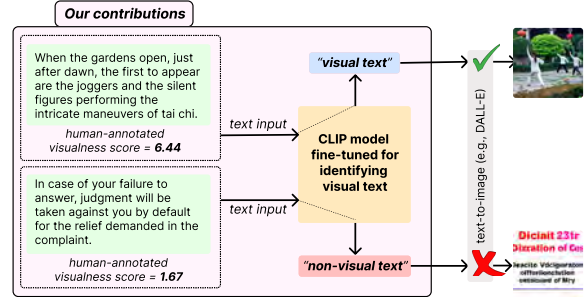 Our contributions
When the gardens open, just
after dawn, the first to appear
are the joggers and the silent
figures performing the
intricate maneuvers of tai chi.
human-annotated
visualness score = 6.44
text input
"visual text"
CLIP model
fine-tuned for
identifying
visual text
In case of your failure to
answer, judgment will be
taken against you by default
for the relief demanded in the
complaint.
human-annotated
visualness score = 1.67
text input
"non-visual text"
text-to-image (e.g., DALL-E)
Diciait 23tr